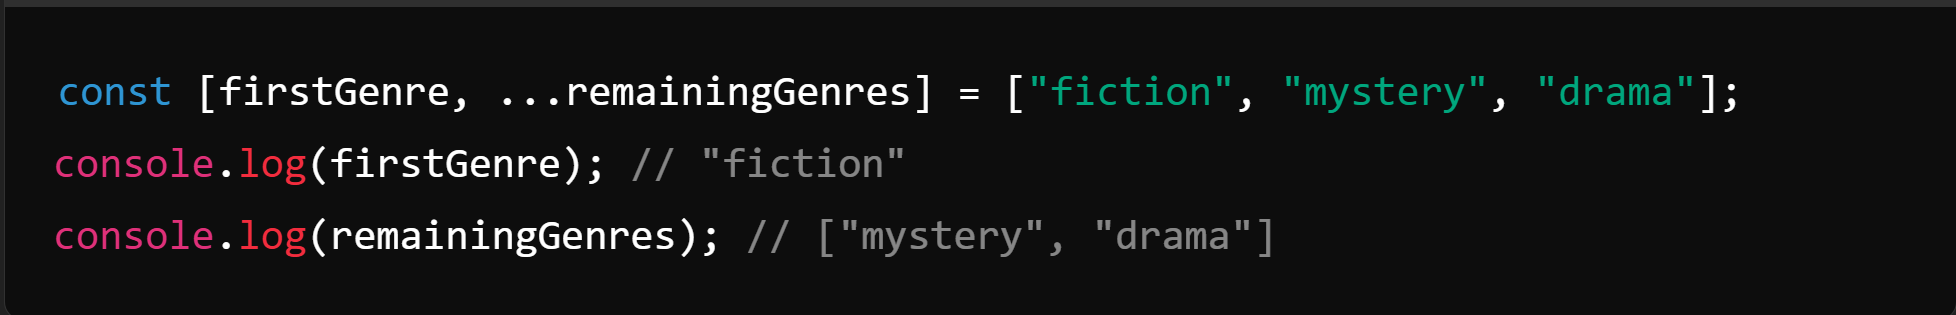 const [firstGenre, ...remainingGenres] = ["fiction", "mystery", "drama"];
console.log(firstGenre); // "fiction"
console.log(remainingGenres); // ["mystery", "drama"]